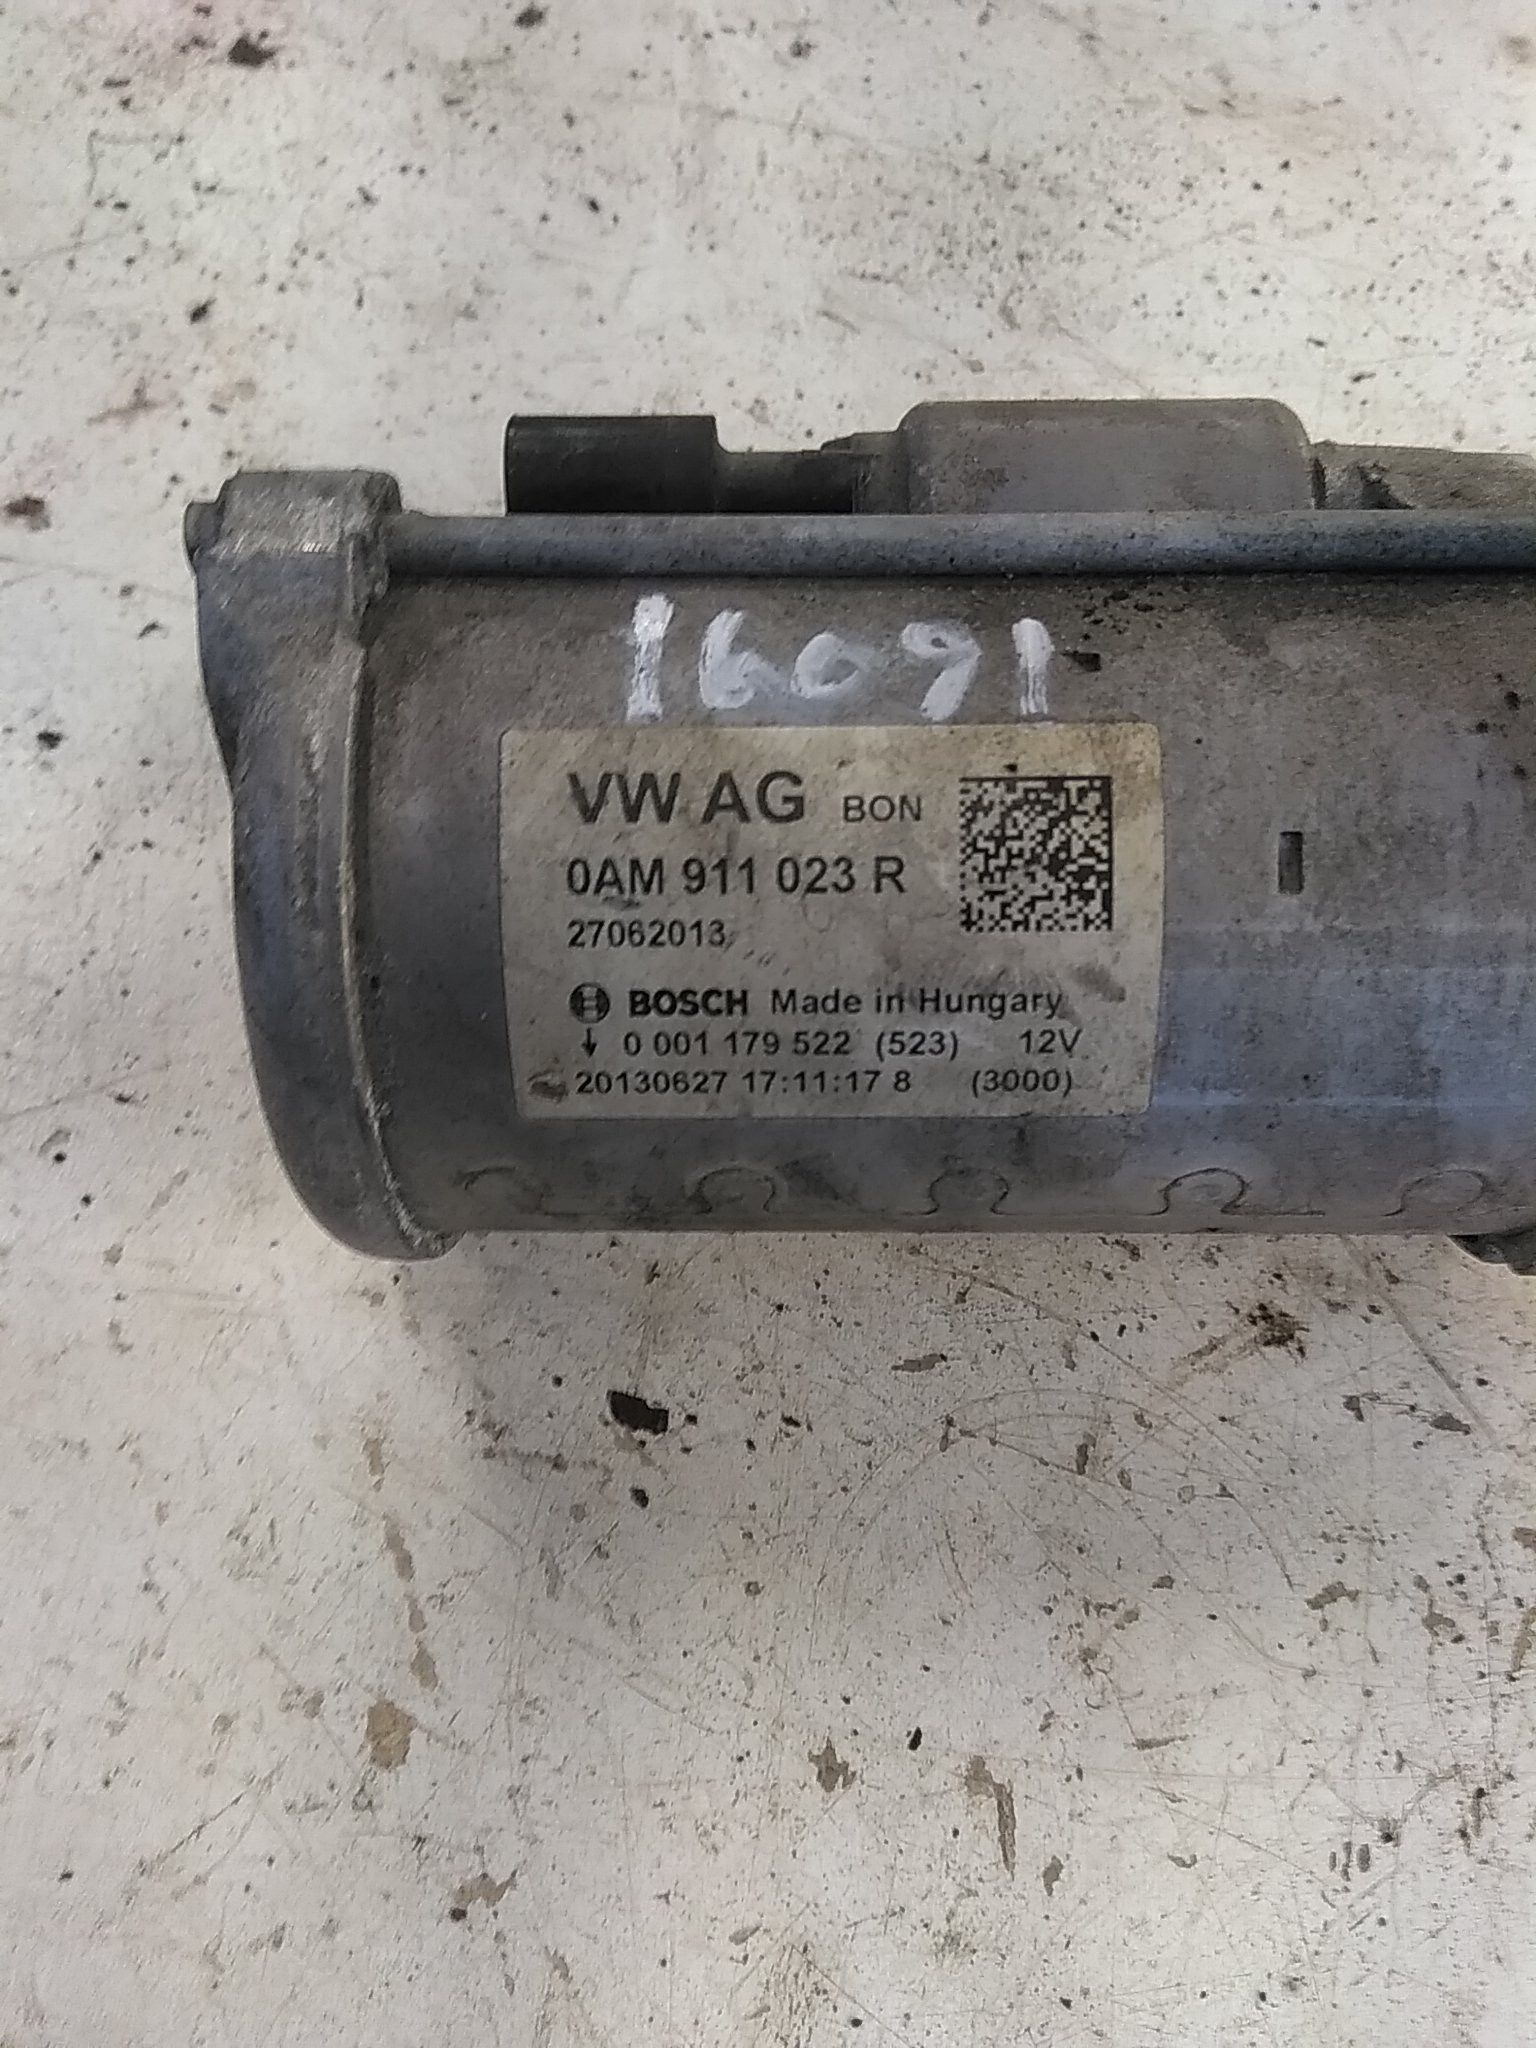 16091
VW AG BON
0AM 911 023 R
27062013
BOSCH Made in Hungary
↓ 0 001 179 522 (523) 12V
20130627 17:11:17 8 (3000)